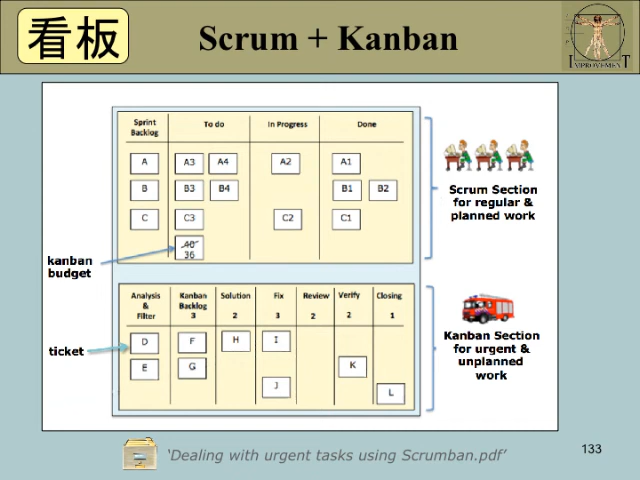 看板
Scrum + Kanban
IMPROVEMENT
Sprint
Backlog
To do
In Progress
Done
A
A3
A4
A2
A1
B
B3
B4
B1
B2
C
C3
C2
C1
40
36
Scrum Section
for regular &
planned work
kanban
budget
Analysis
&
Filter
Kanban
Backlog
3
Solution
2
Fix
3
Review
2
Verify
2
Closing
1
D
F
H
I
E
G
K
J
L
ticket
Kanban Section
for urgent &
unplanned
work
‘Dealing with urgent tasks using Scrumban.pdf’
133